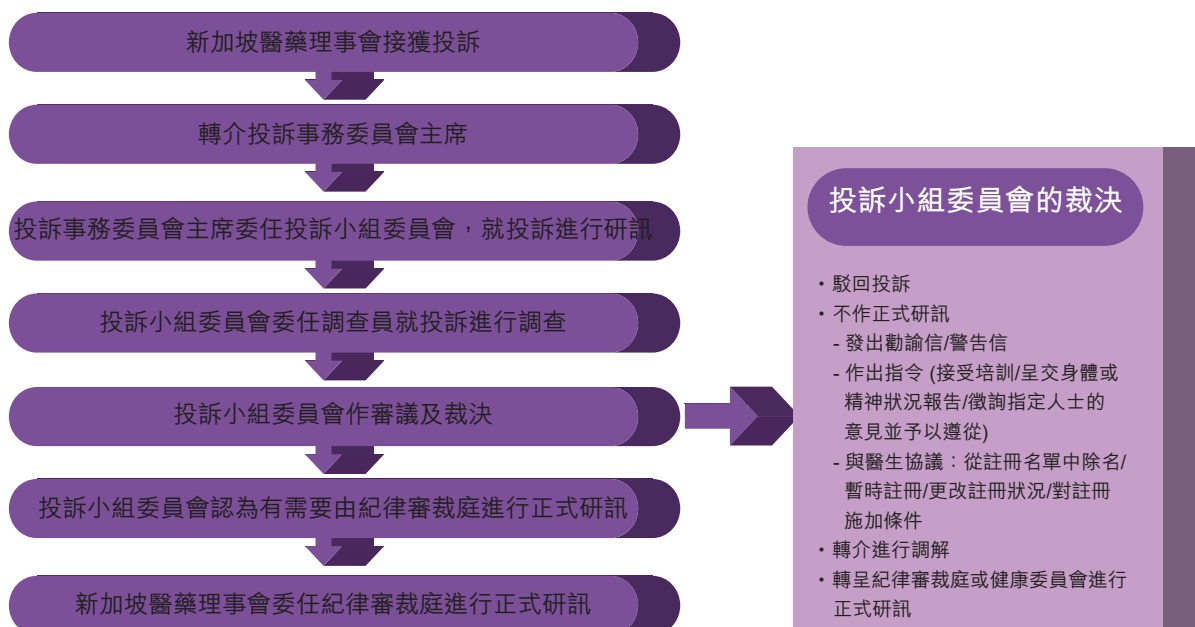 新加坡醫藥理事會接獲投訴
轉介投訴事務委員會主席
投訴事務委員會主席委任投訴小組委員會，就投訴進行研訊
投訴小組委員會委任調查員就投訴進行調查
投訴小組委員會作審議及裁決
投訴小組委員會認為有需要由紀律審裁庭進行正式研訊
新加坡醫藥理事會委任紀律審裁庭進行正式研訊
投訴小組委員會的裁決
・駁回投訴
・不作正式研訊
- 發出勸諭信/警告信
- 作出指令 (接受培訓/呈交身體或
精神狀況報告/徵詢指定人士的
意見並予以遵從)
- 與醫生協議：從註冊名單中除名/
暫時註冊/更改註冊狀況/對註冊
施加條件
・轉介進行調解
・轉呈紀律審裁庭或健康委員會進行
正式研訊